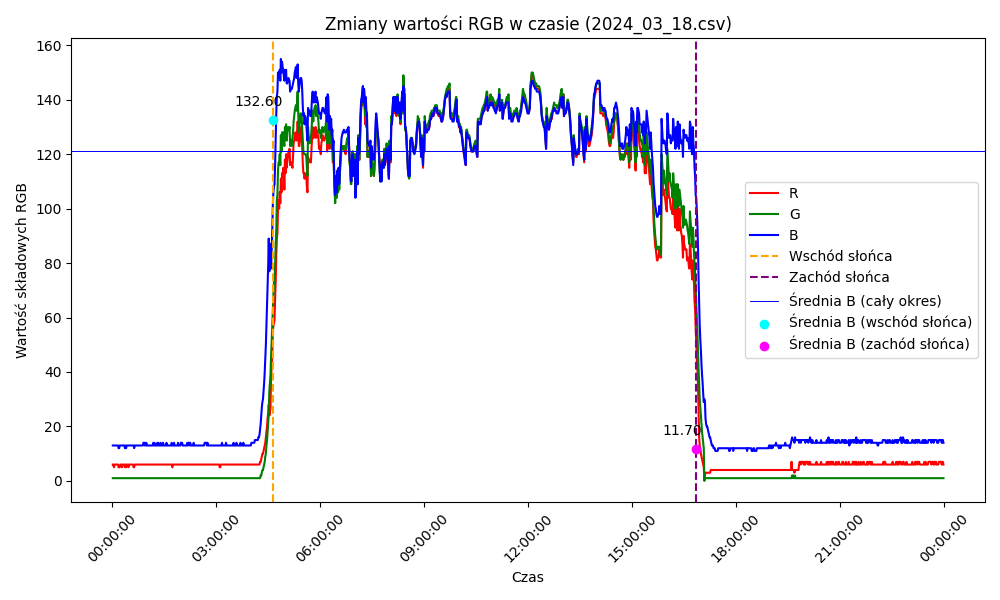 Zmiany wartości RGB w czasie (2024_03_18.csv)
160
140
120
100
80
60
40
20
0
Wartość składowych RGB
132.60
11.70
R
G
B
Wschód słońca
Zachód słońca
Średnia B (cały okres)
Średnia B (wschód słońca)
Średnia B (zachód słońca)
00:00:00
03:00:00
06:00:00
09:00:00
12:00:00
15:00:00
18:00:00
21:00:00
00:00:00
Czas